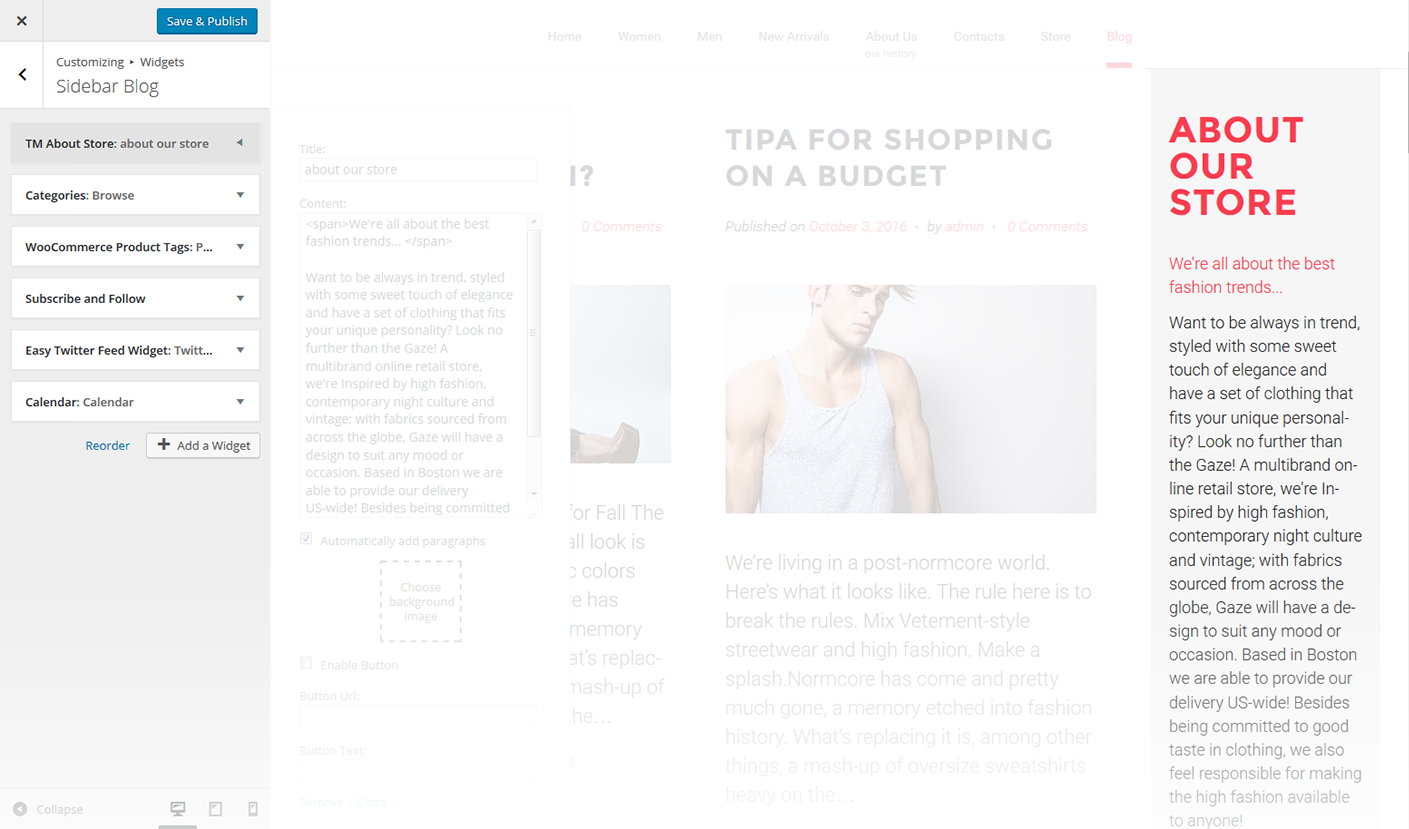 Save & Publish
Customizing ▸ Widgets
Sidebar Blog
TM About Store: about our store
Categories: Browse
WooCommerce Product Tags: P...
Subscribe and Follow
Easy Twitter Feed Widget: Twitt...
Calendar: Calendar
Reorder
Add a Widget
Collapse
Home
Women
Men
New Arrivals
About Us
our history
Contacts
Store
Blog
Title:
about our store
Content:
<span>We're all about the best
fashion trends... </span>
Want to be always in trend, styled
with some sweet touch of elegance
and have a set of clothing that fits
your unique personality? Look no
further than the Gaze! A
multibrand online retail store,
we're Inspired by high fashion,
contemporary night culture and
vintage; with fabrics sourced from
across the globe, Gaze will have a
design to suit any mood or
occasion. Based in Boston we are
able to provide our delivery
US-wide! Besides being committed
Automatically add paragraphs
Choose
background
image
Enable Button
Button Url:
Button Text:
Remove | Close
I?
0 Comments
for Fall The
all look is
c colors
re has
memory
at's replac-
mash-up of
he…
TIPA FOR SHOPPING
ON A BUDGET
Published on October 3, 2016 • by admin • 0 Comments
We’re living in a post-normcore world.
Here’s what it looks like. The rule here is to
break the rules. Mix Vetement-style
streetwear and high fashion. Make a
splash.Normcore has come and pretty
much gone, a memory etched into fashion
history. What’s replacing it is, among other
things, a mash-up of oversize sweatshirts
heavy on the…
ABOUT
OUR
STORE
We're all about the best
fashion trends...
Want to be always in trend,
styled with some sweet
touch of elegance and
have a set of clothing that
fits your unique personal-
ity? Look no further than
the Gaze! A multibrand on-
line retail store, we're In-
spired by high fashion,
contemporary night culture
and vintage; with fabrics
sourced from across the
globe, Gaze will have a de-
sign to suit any mood or
occasion. Based in Boston
we are able to provide our
delivery US-wide! Besides
being committed to good
taste in clothing, we also
feel responsible for making
the high fashion available
to anyone!